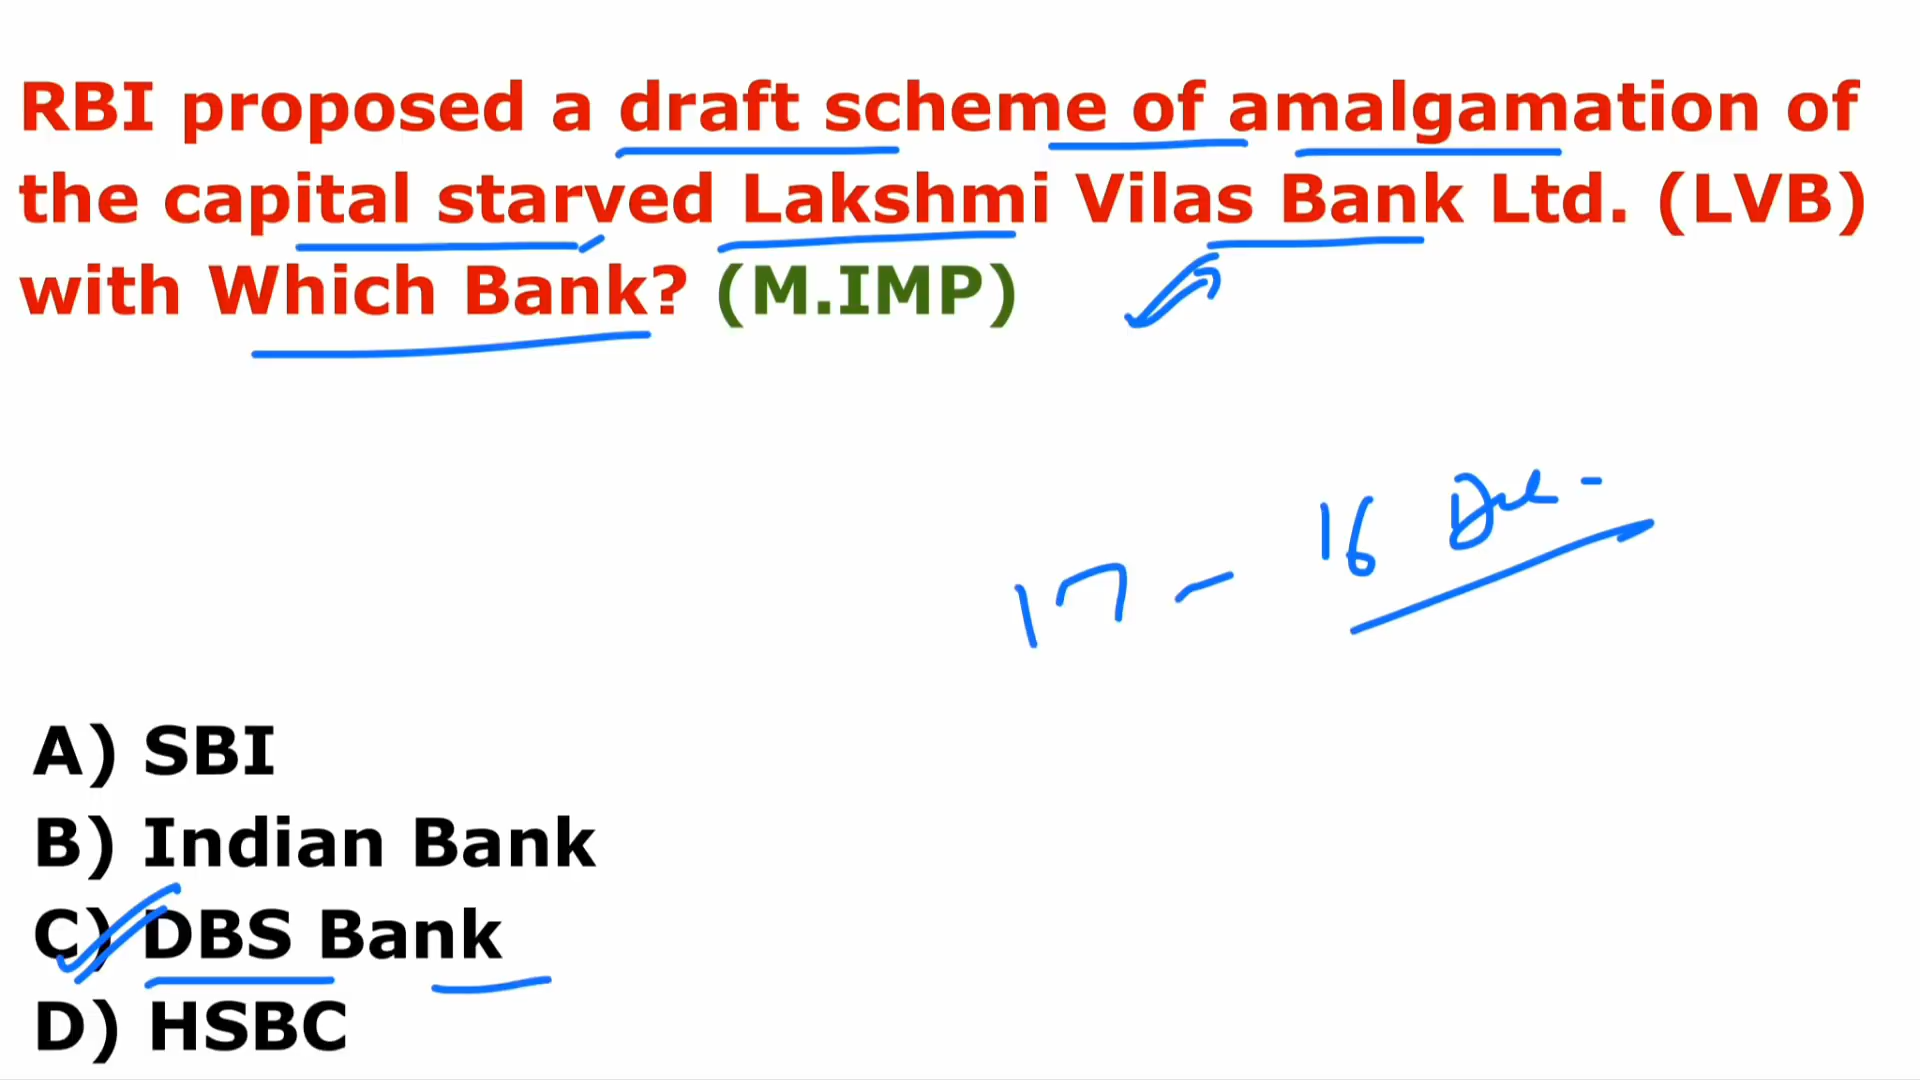 RBI proposed a draft scheme of amalgamation of
the capital starved Lakshmi Vilas Bank Ltd. (LVB)
with Which Bank? (M.IMP)
17 - 16 Dec -
A) SBI
B) Indian Bank
C) DBS Bank
D) HSBC